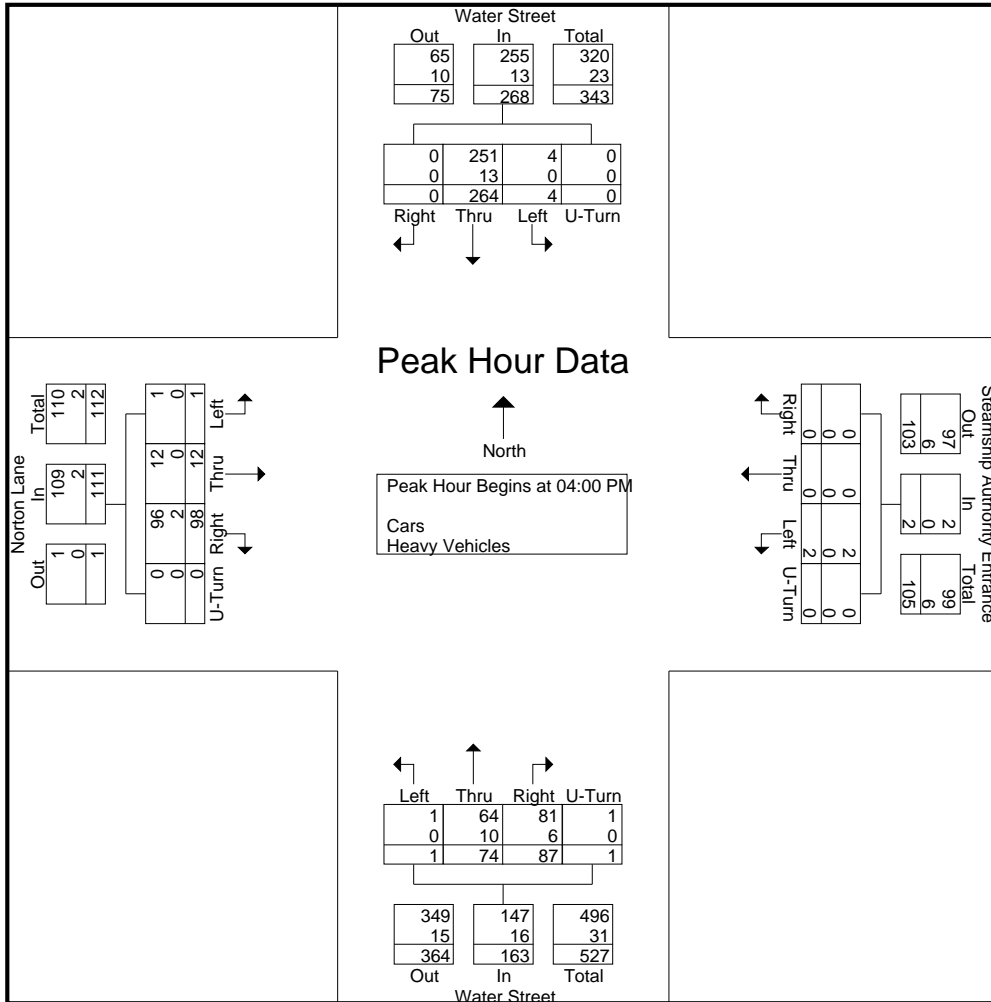 Water Street
Out In Total
65 255 320
10 13 23
75 268 343
0 251 4 0
0 13 0 0
0 264 4 0
Right Thru Left U-Turn
Peak Hour Data
North
Peak Hour Begins at 04:00 PM
Cars
Heavy Vehicles
Norton Lane
Total In Out
110 109 1
2 2 0
112 111 1
1 12 96 0
0 0 2 0
1 12 98 0
Left Thru Right U-Turn
Steamship Authority Entrance
Out In Total
97 2 99
6 0 6
103 2 105
0 0 2 0
0 0 0 0
0 0 2 0
Right Thru Left U-Turn
Left Thru Right U-Turn
1 64 81 1
0 10 6 0
1 74 87 1
349 147 496
15 16 31
364 163 527
Out In Total
Water Street